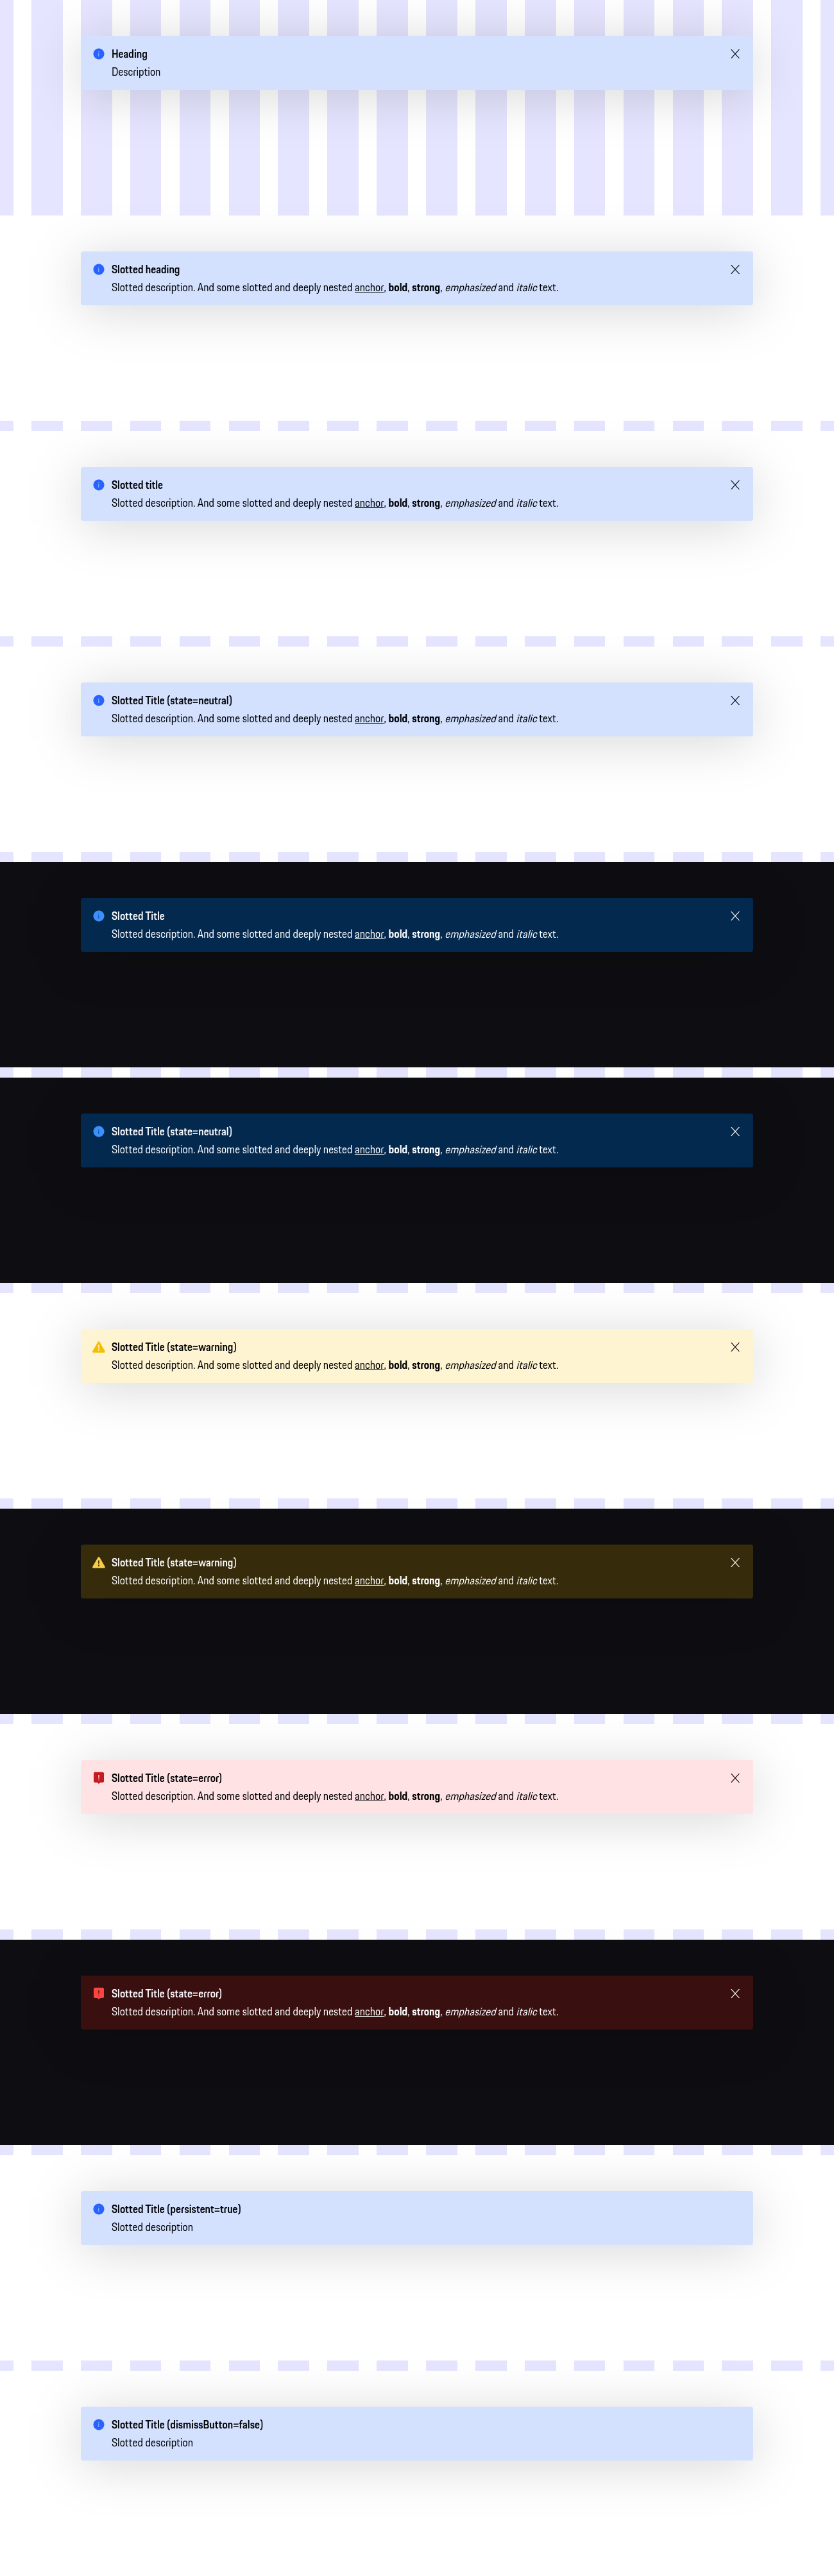 Heading
Description
Slotted heading
Slotted description. And some slotted and deeply nested anchor, bold, strong, emphasized and italic text.
Slotted title
Slotted description. And some slotted and deeply nested anchor, bold, strong, emphasized and italic text.
Slotted Title (state=neutral)
Slotted description. And some slotted and deeply nested anchor, bold, strong, emphasized and italic text.
Slotted Title
Slotted description. And some slotted and deeply nested anchor, bold, strong, emphasized and italic text.
Slotted Title (state=neutral)
Slotted description. And some slotted and deeply nested anchor, bold, strong, emphasized and italic text.
Slotted Title (state=warning)
Slotted description. And some slotted and deeply nested anchor, bold, strong, emphasized and italic text.
Slotted Title (state=warning)
Slotted description. And some slotted and deeply nested anchor, bold, strong, emphasized and italic text.
Slotted Title (state=error)
Slotted description. And some slotted and deeply nested anchor, bold, strong, emphasized and italic text.
Slotted Title (state=error)
Slotted description. And some slotted and deeply nested anchor, bold, strong, emphasized and italic text.
Slotted Title (persistent=true)
Slotted description
Slotted Title (dismissButton=false)
Slotted description